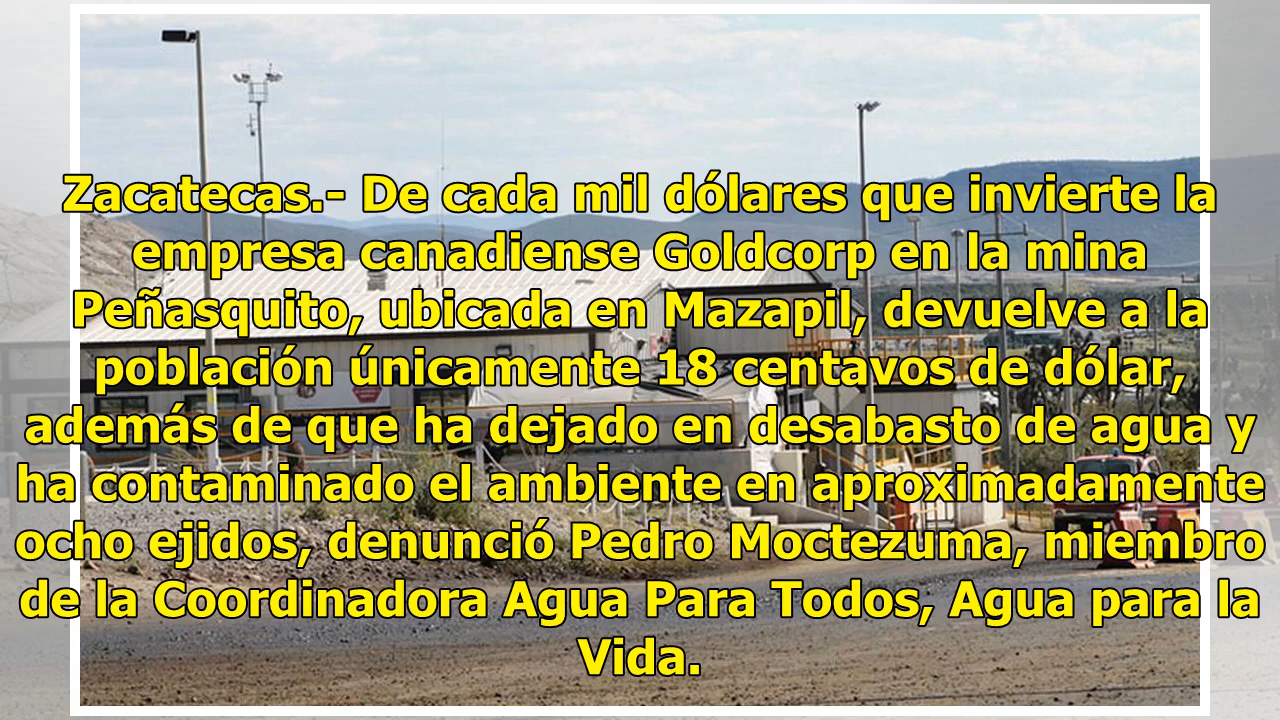 Zacatecas.- De cada mil dólares que invierte la
empresa canadiense Goldcorp en la mina
Peñasquito, ubicada en Mazapil, devuelve a la
población únicamente 18 centavos de dólar,
además de que ha dejado en desabasto de agua y
ha contaminado el ambiente en aproximadamente
ocho ejidos, denunció Pedro Moctezuma, miembro
de la Coordinadora Agua Para Todos, Agua para la
Vida.